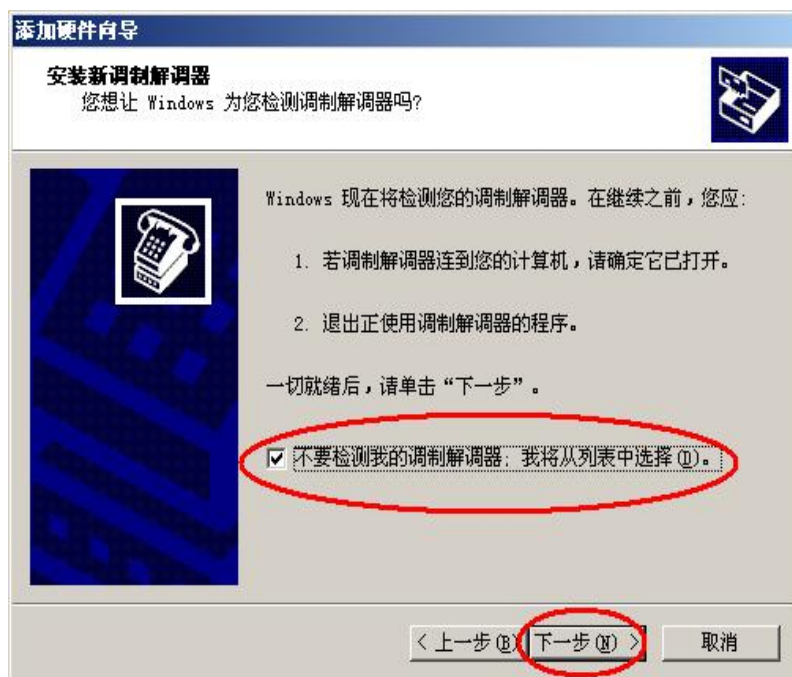 添加硬件向导
安装新调制解调器
您想让 Windows 为您检测调制解调器吗?
Windows 现在将检测您的调制解调器。在继续之前，您应:
1. 若调制解调器连到您的计算机，请确定它已打开。
2. 退出正使用调制解调器的程序。
一切就绪后，请单击“下一步”。
不要检测我的调制解调器; 我将从列表中选择(D)。
< 上一步(B) 下一步(N) > 取消